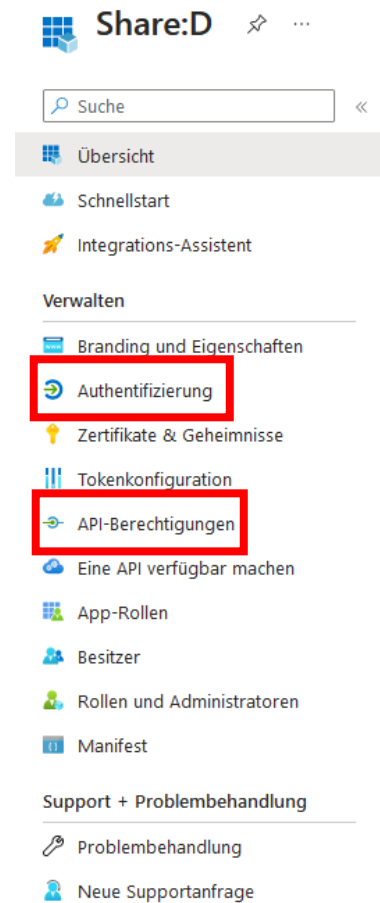 Share:D
Suche
Übersicht
Schnellstart
Integrations-Assistent
Verwalten
Branding und Eigenschaften
Authentifizierung
Zertifikate & Geheimnisse
Tokenkonfiguration
API-Berechtigungen
Eine API verfügbar machen
App-Rollen
Besitzer
Rollen und Administratoren
Manifest
Support + Problembehandlung
Problembehandlung
Neue Supportanfrage